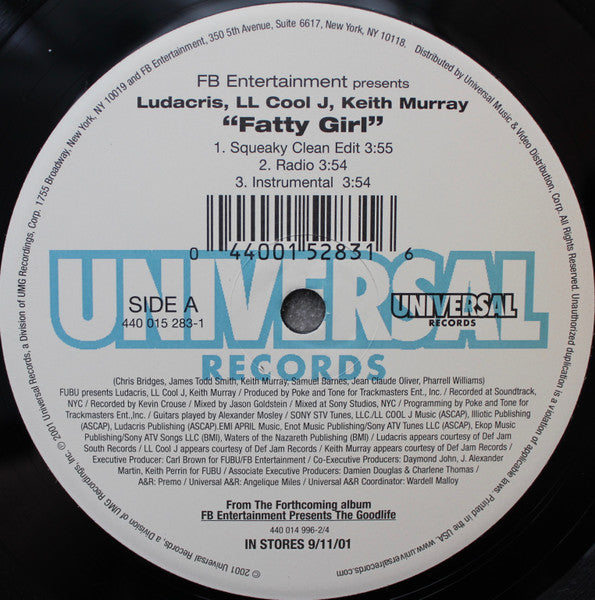 © 2001 Universal Records, a Division of UMG Recordings, Inc. © 2001 Universal Records, a Division of UMG Recordings, Corp. 1755 Broadway, New York, NY 10019 and FB Entertainment, 350 5th Avenue, Suite 6617, New York, NY 10118. Distributed by Universal Music & Video Distribution, Corp. All Rights Reserved. Unauthorized duplication is a violation of applicable laws. Printed in the USA. www.universalrecords.com
FB Entertainment presents
Ludacris, LL Cool J, Keith Murray
“Fatty Girl”
1. Squeaky Clean Edit 3:55
2. Radio 3:54
3. Instrumental 3:54
0 44001 52831 6
UNIVERSAL
RECORDS
SIDE A
440 015 283-1
UNIVERSAL
RECORDS
(Chris Bridges, James Todd Smith, Keith Murray, Samuel Barnes, Jean Claude Oliver, Pharrell Williams)
FUBU presents Ludacris, LL Cool J, Keith Murray / Produced by Poke and Tone for Trackmasters Ent., Inc. / Recorded at Soundtrack,
NYC / Recorded by Kevin Crouse / Mixed by Jason Goldstein / Mixed at Sony Studios, NYC / Programming by Poke and Tone for
Trackmasters Ent., Inc. / Guitars played by Alexander Mosley / SONY STV Tunes, LLC./LL COOL J Music (ASCAP), Illiotic Publishing
(ASCAP), Ludacris Publishing (ASCAP).EMI APRIL Music, Enot Music Publishing/Sony Tunes LLC (ASCAP), Ekop Music
Publishing/Sony ATV Songs LLC (BMI), Waters of the Nazareth Publishing (BMI) / Ludacris appears courtesy of Def Jam
South Records / LL Cool J appears courtesy of Def Jam Records / Keith Murray appears courtesy of Def Jam Records /
Executive Producer: Carl Brown for FUBU/FB Entertainment / Co-Executive Producers: Daymond John, J. Alexander
Martin, Keith Perrin for FUBU / Associate Executive Producers: Damien Douglas & Charlene Thomas /
A&R: Premo / Universal A&R: Angelique Miles / Universal A&R Coordinator: Wardell Malloy
From The Forthcoming album
FB Entertainment Presents The Goodlife
440 014 996-2/4
IN STORES 9/11/01